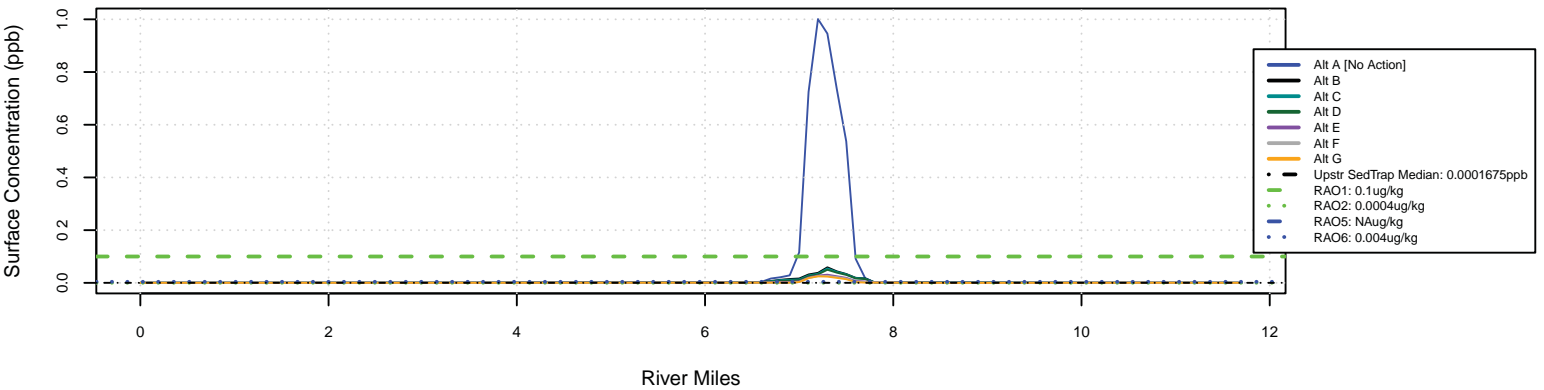 Surface Concentration (ppb)
1.0
0.8
0.6
0.4
0.2
0.0
0 2 4 6 8 10 12
River Miles
Alt A [No Action]
Alt B
Alt C
Alt D
Alt E
Alt F
Alt G
Upstr SedTrap Median: 0.0001675ppb
RAO1: 0.1ug/kg
RAO2: 0.0004ug/kg
RAO5: NAug/kg
RAO6: 0.004ug/kg